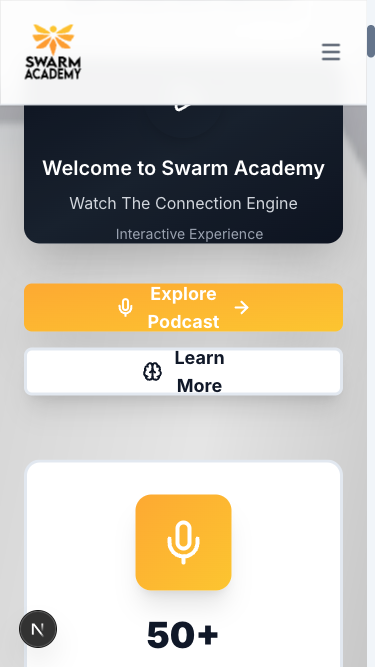 SWARM
ACADEMY
Welcome to Swarm Academy
Watch The Connection Engine
Interactive Experience
Explore
Podcast
Learn
More
50+
N